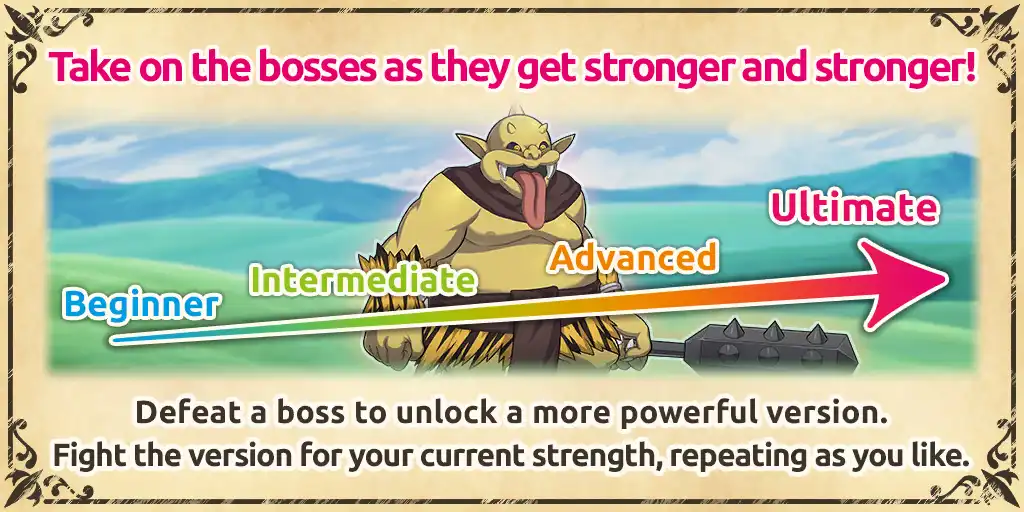 Take on the bosses as they get stronger and stronger!
Ultimate
Advanced
Intermediate
Beginner
Defeat a boss to unlock a more powerful version.
Fight the version for your current strength, repeating as you like.